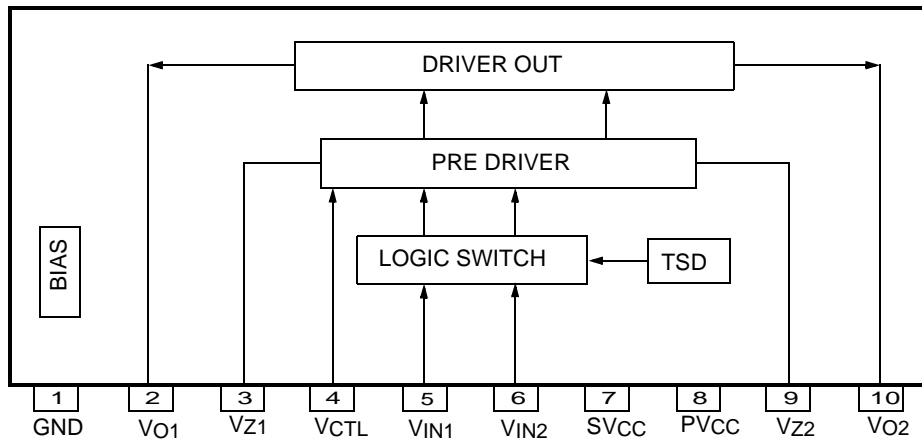 DRIVER OUT
PRE DRIVER
LOGIC SWITCH
TSD
BIAS
1 2 3 4 5 6 7 8 9 10
GND VO1 VZ1 VCTL VIN1 VIN2 SVCC PVCC VZ2 VO2